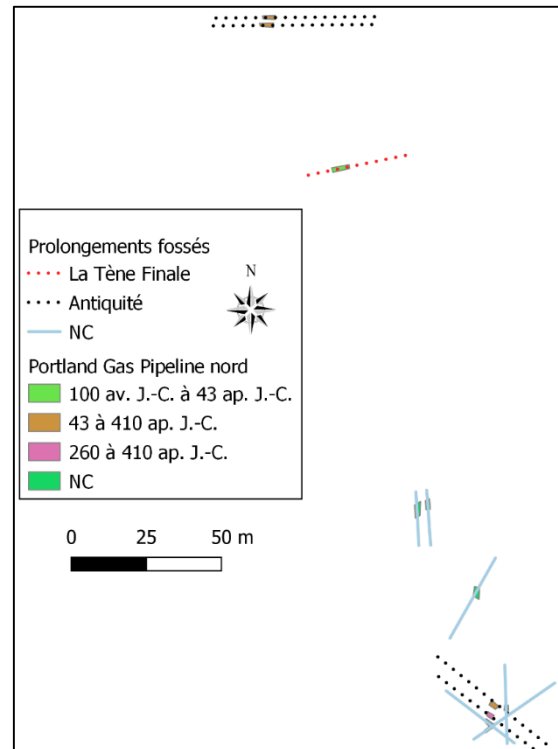 Prolongements fossés
La Tène Finale
N
Antiquité
NC
Portland Gas Pipeline nord
100 av. J.-C. à 43 ap. J.-C.
43 à 410 ap. J.-C.
260 à 410 ap. J.-C.
NC
0 25 50 m